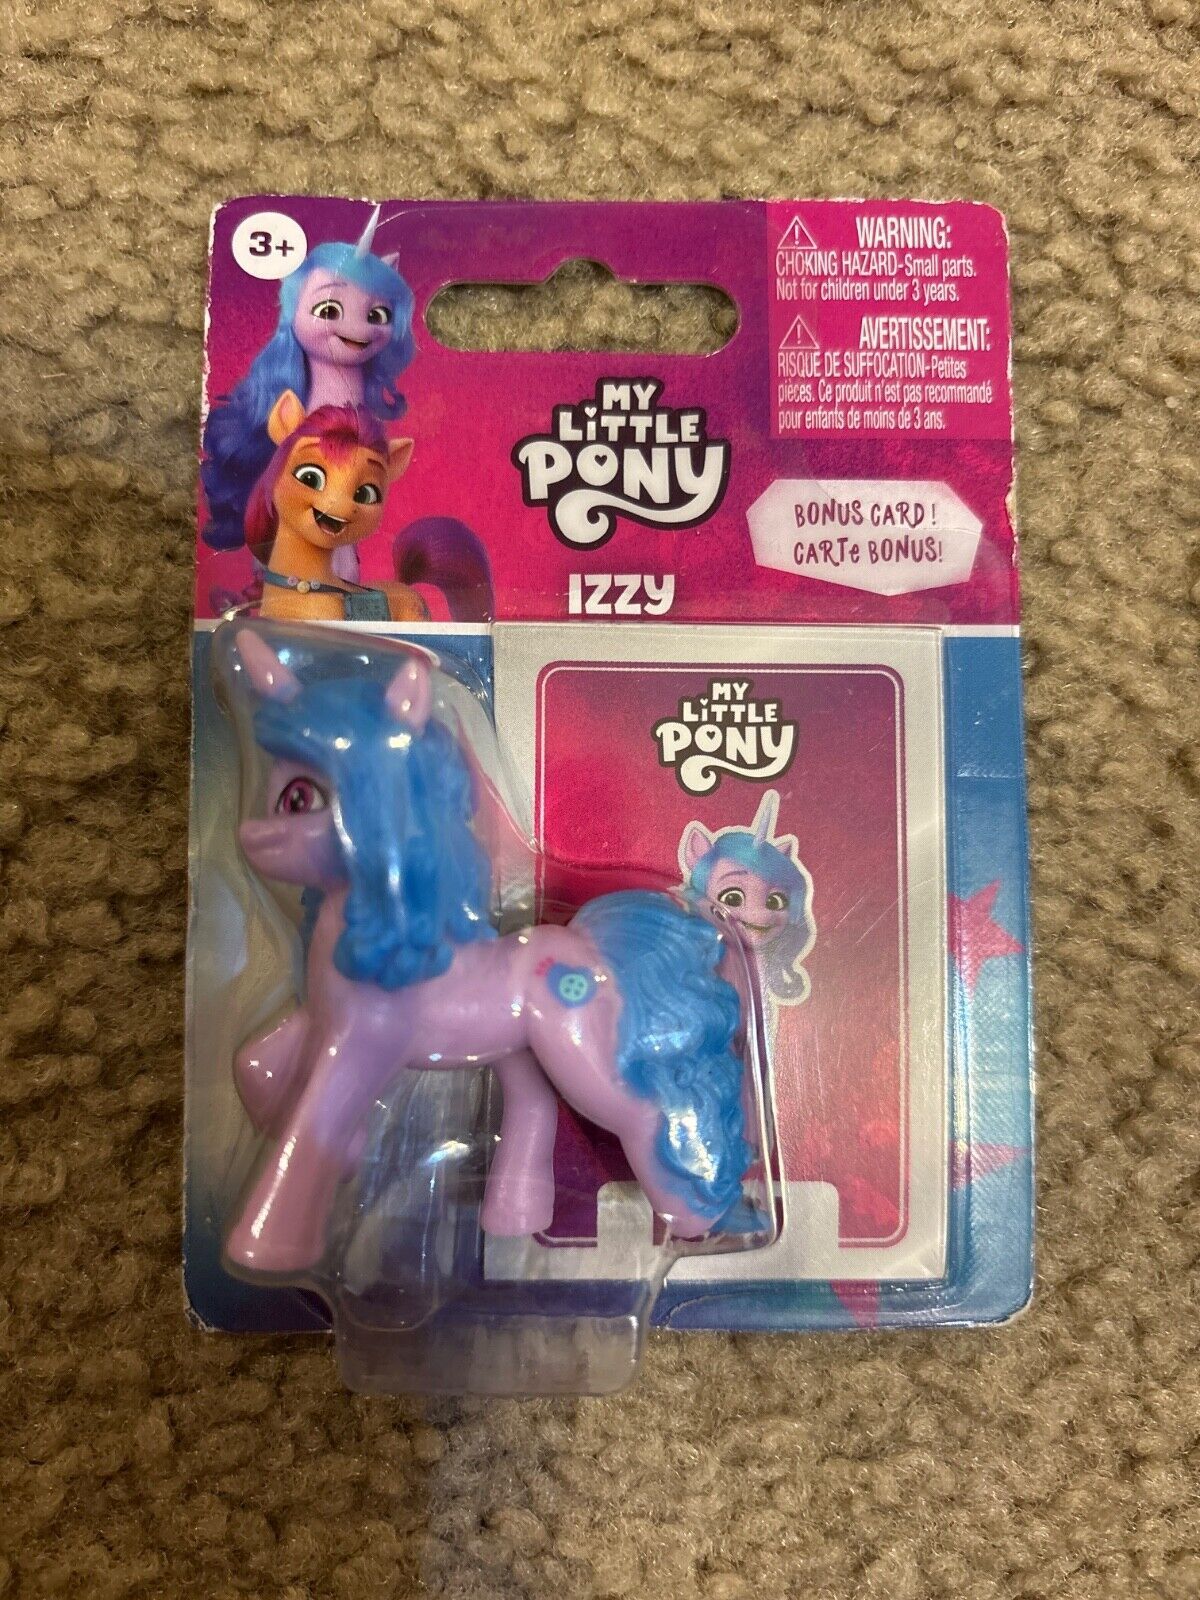 3+
WARNING:
CHOKING HAZARD-Small parts.
Not for children under 3 years.
AVERTISSEMENT:
RISQUE DE SUFFOCATION-Petites
pièces. Ce produit n'est pas recommandé
pour enfants de moins de 3 ans.
MY
LiTTLE
PONY
BONUS CARD!
CARTe BONUS!
IZZY
MY
LiTTLE
PONY